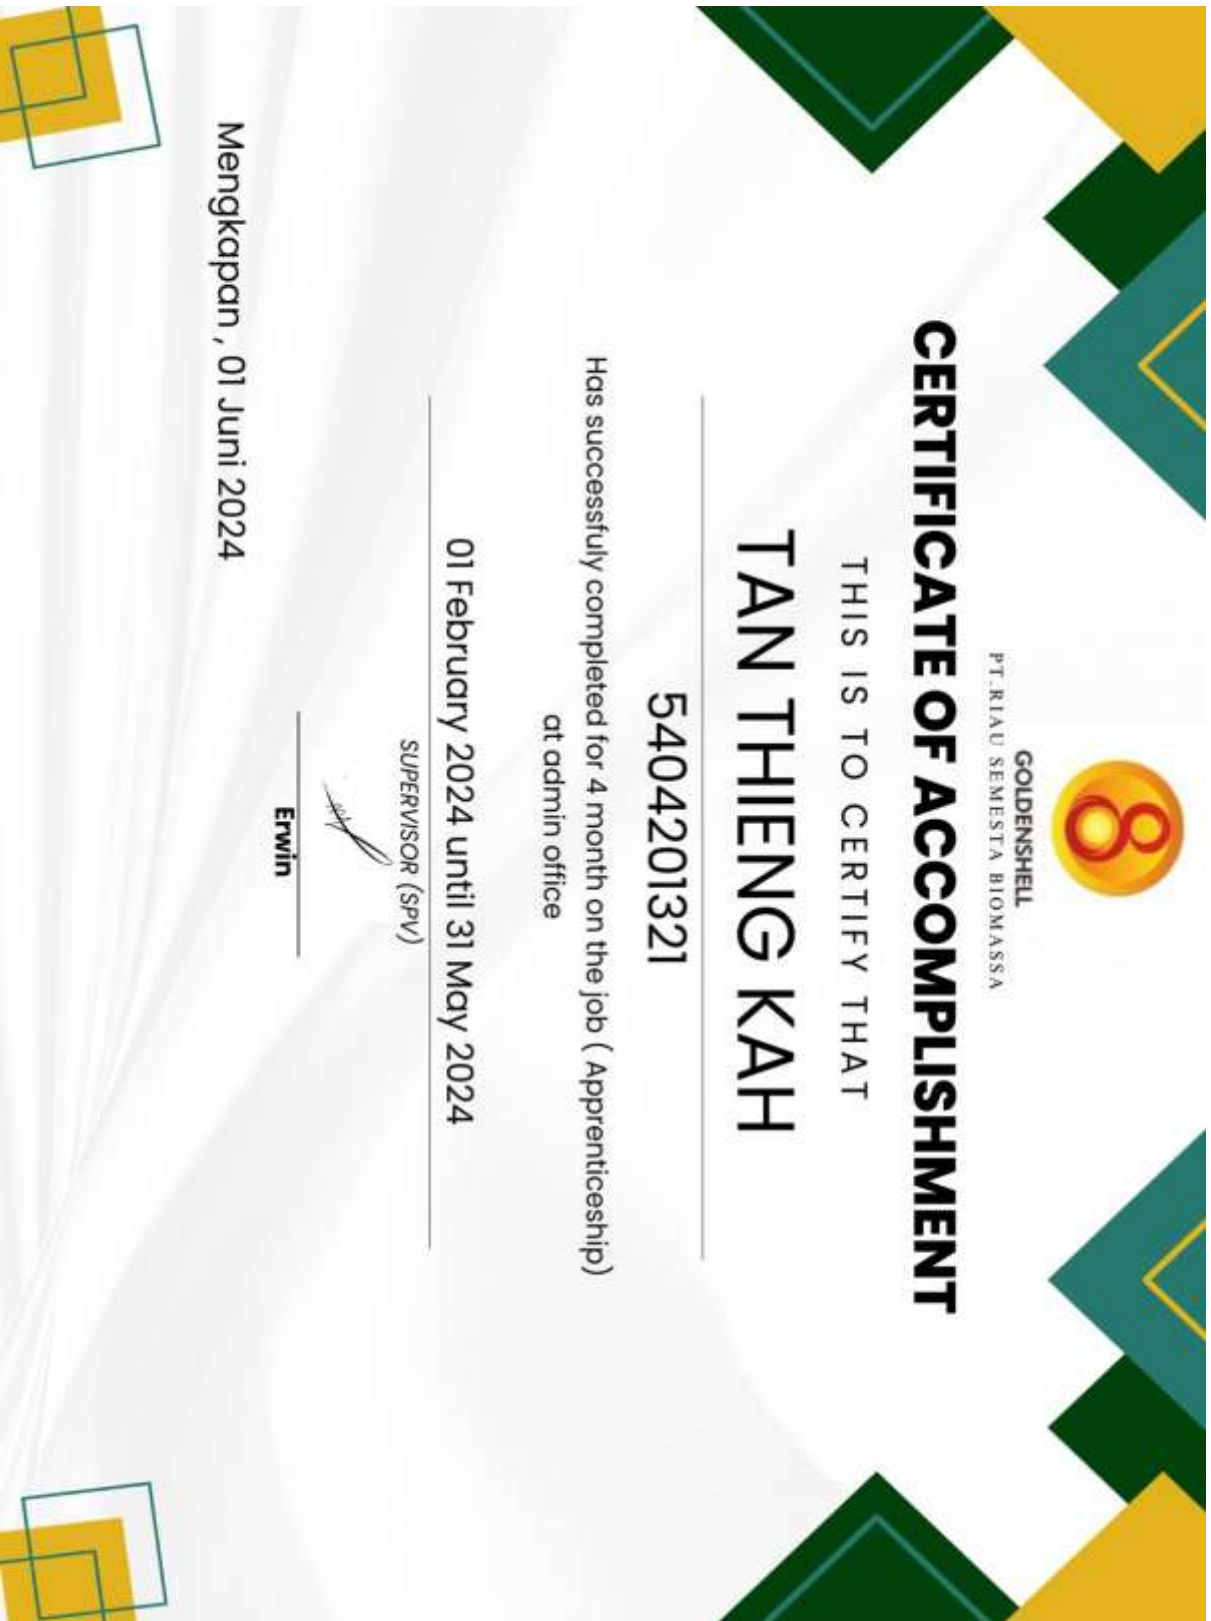 GOLDENSHELL
PT.RIAU SEMESTA BIOMASSA
CERTIFICATE OF ACCOMPLISHMENT
THIS IS TO CERTIFY THAT
TAN THIENG KAH
5404201321
Has successfuly completed for 4 month on the job ( Apprenticeship)
at admin office
01 February 2024 until 31 May 2024
SUPERVISOR (SPV)
Erwin
Mengkapan , 01 Juni 2024